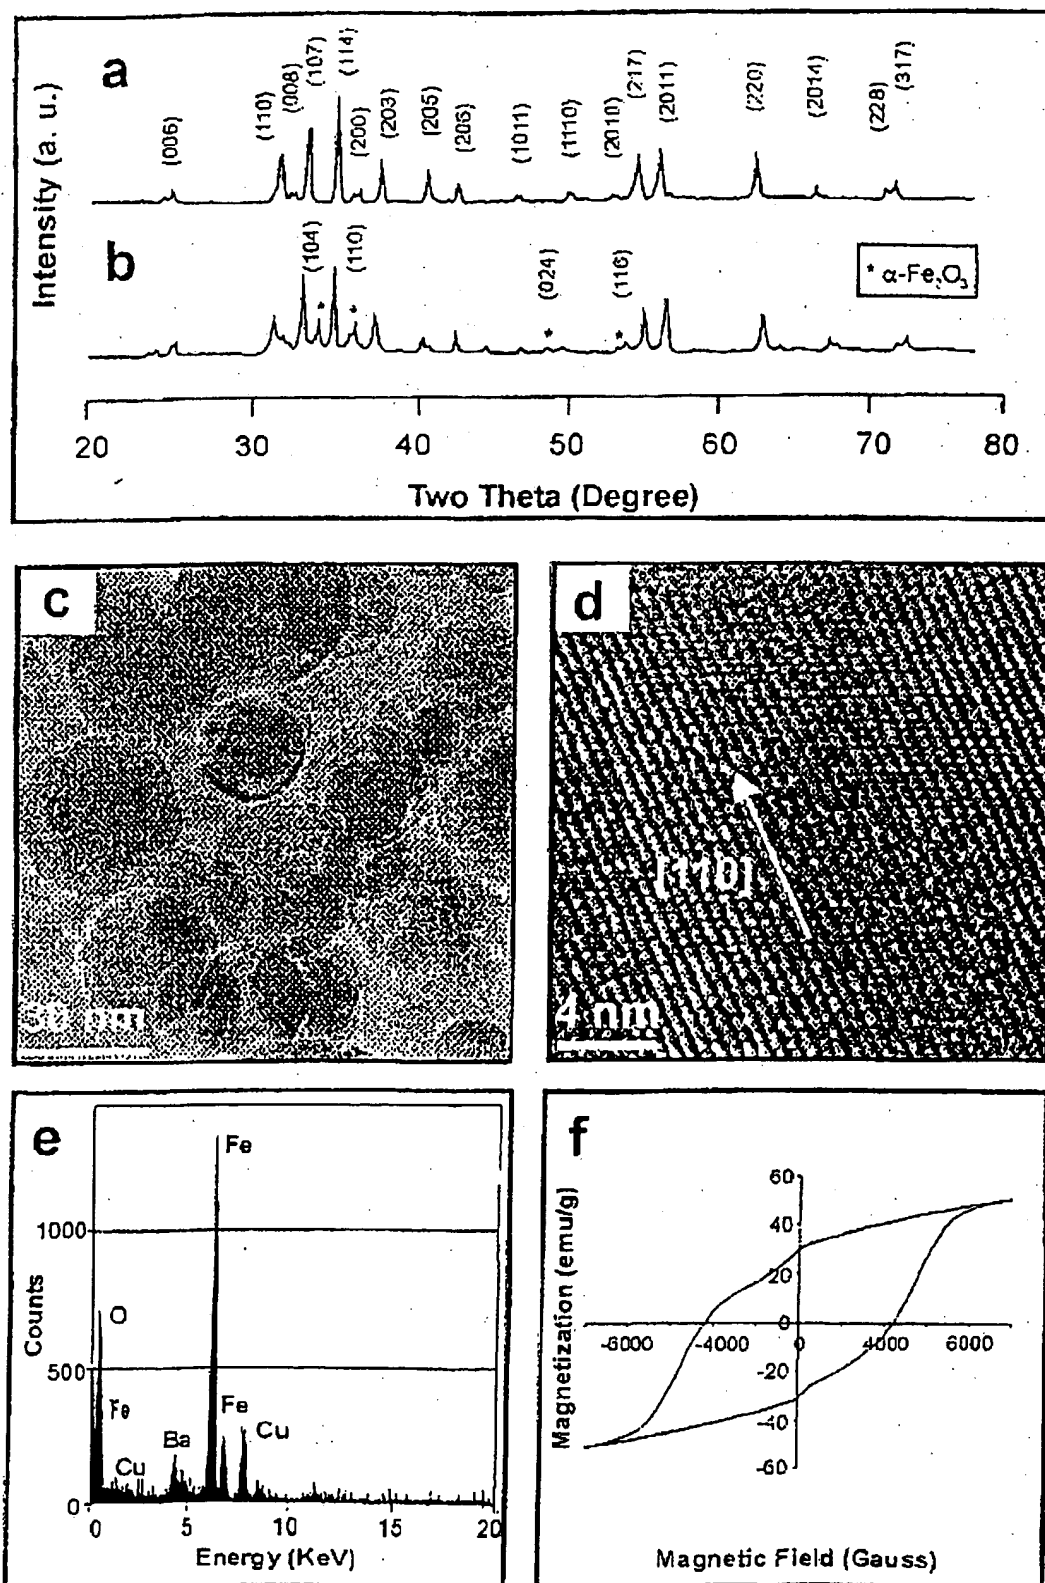 a
Intensity (a. u.)
(006)
(110)
(008)
(107)
(114)
(200)
(203)
(205)
(206)
(1011)
(1110)
(2010)
(217)
(2011)
(220)
(2014)
(228)
(317)
b
(104)
*
(110)
*
(024)
*
(116)
*
* α-Fe₂O₃
20 30 40 50 60 70 80
Two Theta (Degree)
c
50 nm
d
[110]
4 nm
e
Counts
1000
500
0
O
Fe
Cu
Ba
Fe
Fe
Cu
0 5 10 15 20
Energy (KeV)
f
Magnetization (emu/g)
60
40
20
0
-20
-40
-60
-6000 -4000 0 4000 6000
Magnetic Field (Gauss)